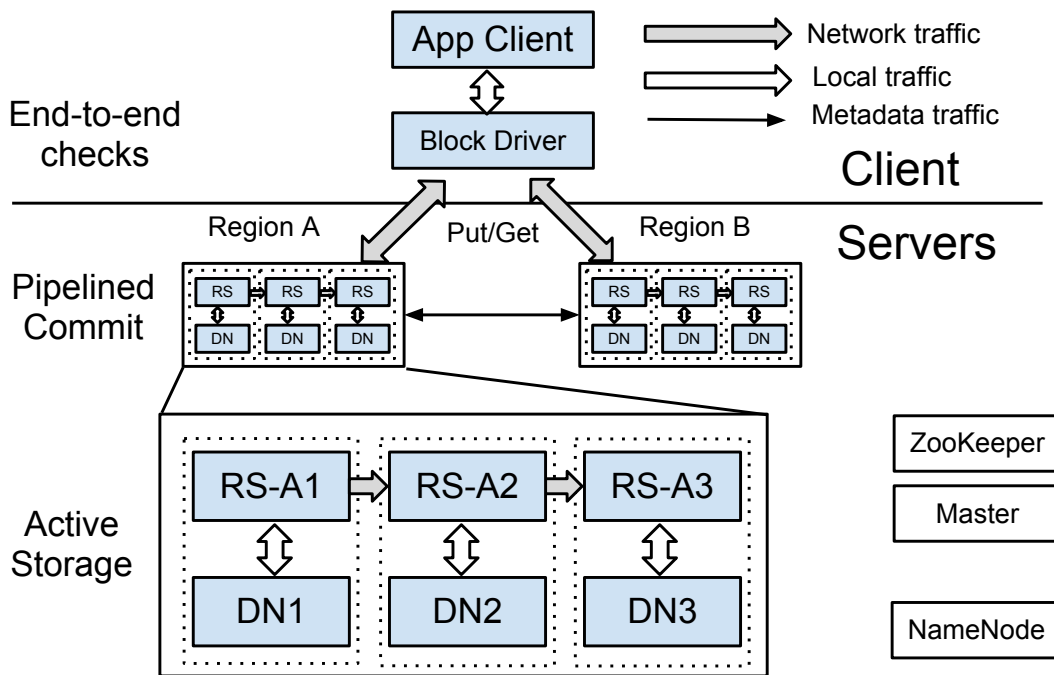 App Client
Network traffic
Local traffic
Metadata traffic
End-to-end
checks
Block Driver
Client
Region A
Put/Get
Region B
Servers
Pipelined
Commit
RS RS RS
DN DN DN
RS RS RS
DN DN DN
ZooKeeper
RS-A1 RS-A2 RS-A3
Master
Active
Storage
DN1 DN2 DN3
NameNode